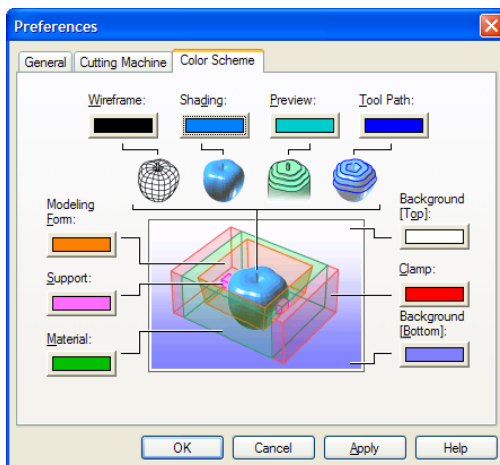 Preferences
General Cutting Machine Color Scheme
Wireframe: Shading: Preview: Tool Path:
Modeling
Form:
Background
[Top]:
Support:
Clamp:
Background
[Bottom]:
Material:
OK Cancel Apply Help